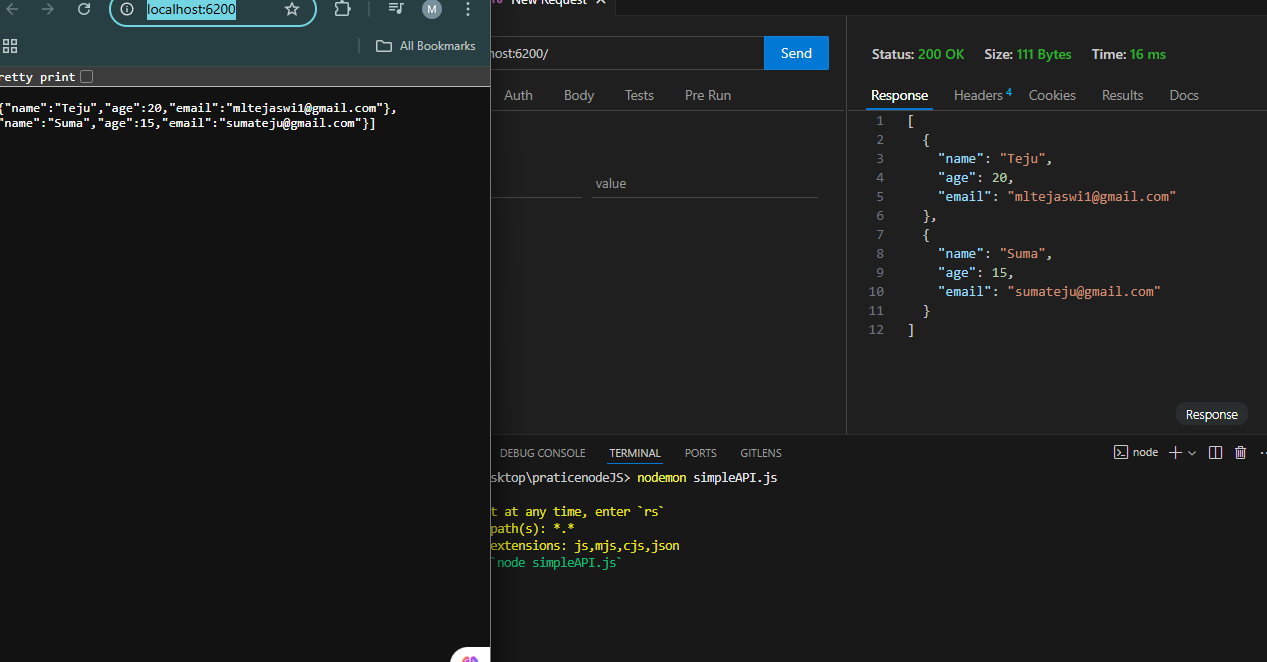 localhost:6200
M
All Bookmarks
retty print
{"name":"Teju","age":20,"email":"mltejaswi1@gmail.com"},
"name":"Suma","age":15,"email":"sumateju@gmail.com"}]
New Request
ost:6200/
Send
Auth Body Tests Pre Run
value
Status: 200 OK Size: 111 Bytes Time: 16 ms
Response Headers 4 Cookies Results Docs
1 [
2 {
3 "name": "Teju",
4 "age": 20,
5 "email": "mltejaswi1@gmail.com"
6 },
7 {
8 "name": "Suma",
9 "age": 15,
10 "email": "sumateju@gmail.com"
11 }
12 ]
Response
DEBUG CONSOLE TERMINAL PORTS GITLENS
node
sktop\praticenodeJS> nodemon simpleAPI.js
t at any time, enter `rs`
path(s): *.*
extensions: js,mjs,cjs,json
`node simpleAPI.js`